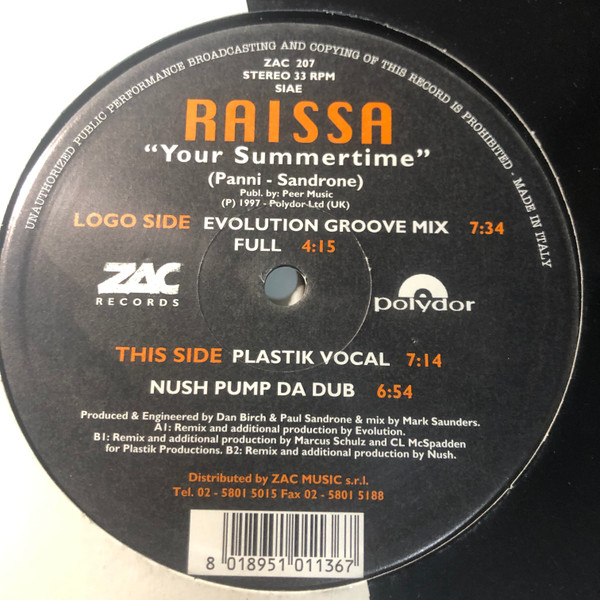 UNAUTHORIZED PUBLIC PERFORMANCE BROADCASTING AND COPYING OF THIS RECORD IS PROHIBITED - MADE IN ITALY
ZAC 207
STEREO 33 RPM
SIAE
RAISSA
"Your Summertime"
(Panni - Sandrone)
Publ. by: Peer Music
(P) 1997 - Polydor-Ltd (UK)
LOGO SIDE EVOLUTION GROOVE MIX 7:34
FULL 4:15
ZAC
RECORDS
polydor
THIS SIDE PLASTIK VOCAL 7:14
NUSH PUMP DA DUB 6:54
Produced & Engineered by Dan Birch & Paul Sandrone & mix by Mark Saunders.
A1: Remix and additional production by Evolution.
B1: Remix and additional production by Marcus Schulz and CL McSpadden
for Plastik Productions. B2: Remix and additional production by Nush.
Distributed by ZAC MUSIC s.r.l.
Tel. 02 - 5801 5015 Fax 02 - 5801 5188
8 018951 011367